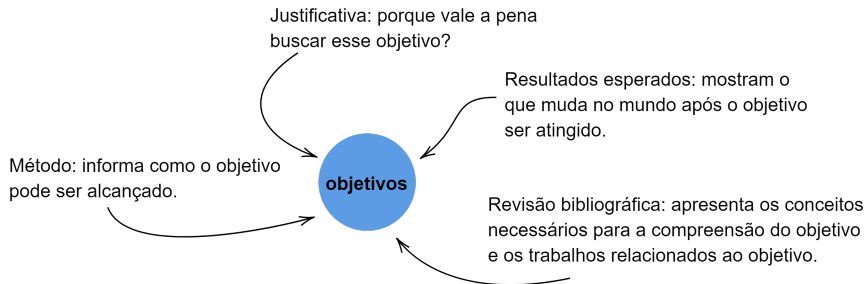 Justificativa: porque vale a pena
buscar esse objetivo?
Resultados esperados: mostram o
que muda no mundo após o objetivo
ser atingido.
Método: informa como o objetivo
pode ser alcançado.
objetivos
Revisão bibliográfica: apresenta os conceitos
necessários para a compreensão do objetivo
e os trabalhos relacionados ao objetivo.